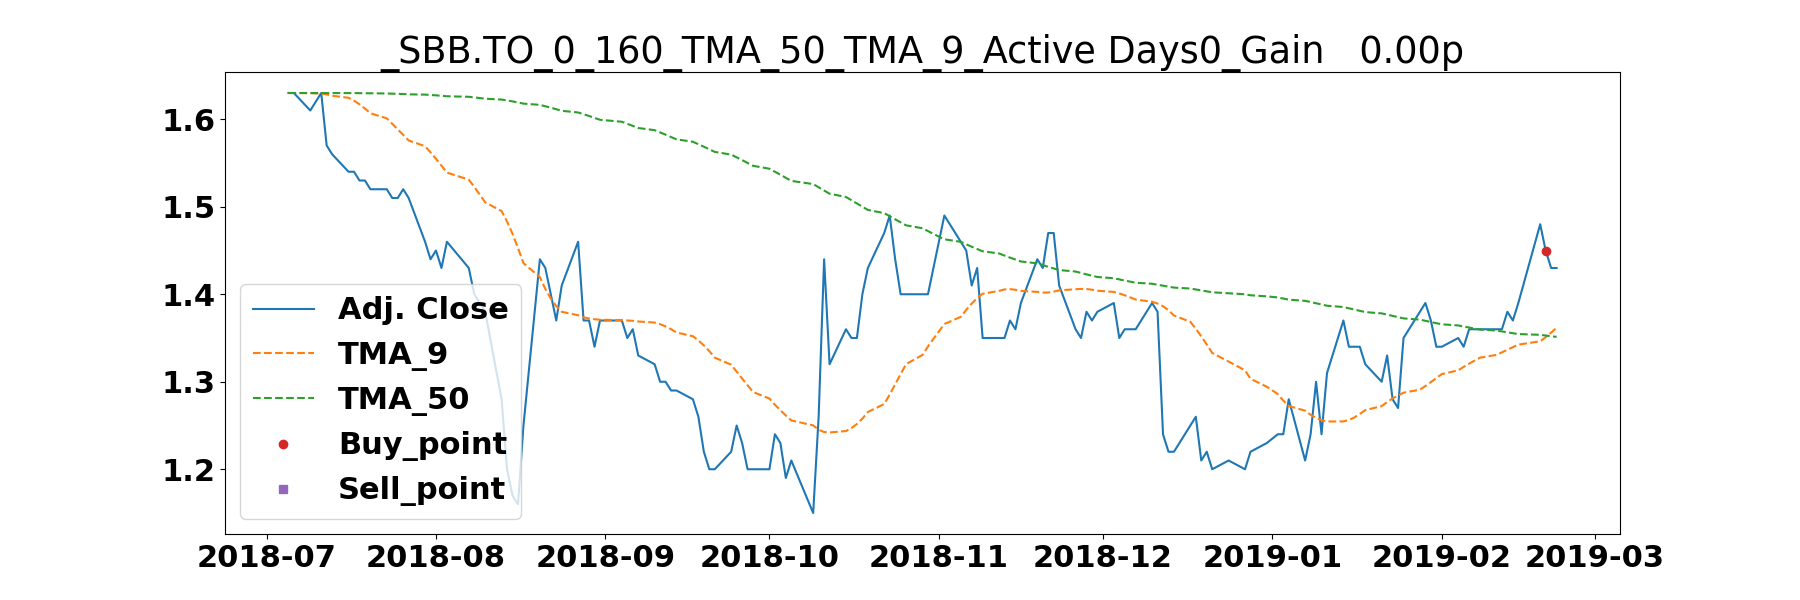 _SBB.TO_0_160_TMA_50_TMA_9_Active Days0_Gain   0.00p
1.6
1.5
1.4
1.3
1.2
Adj. Close
TMA_9
TMA_50
Buy_point
Sell_point
2018-07 2018-08 2018-09 2018-10 2018-11 2018-12 2019-01 2019-02 2019-03